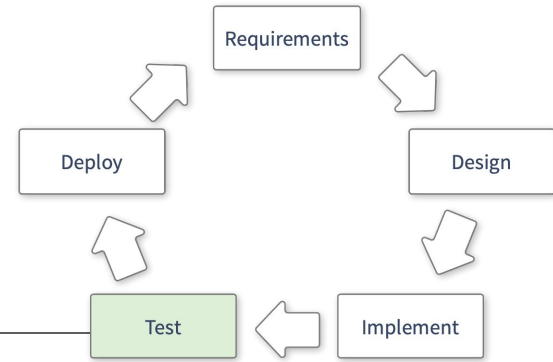 Requirements
Design
Implement
Test
Deploy